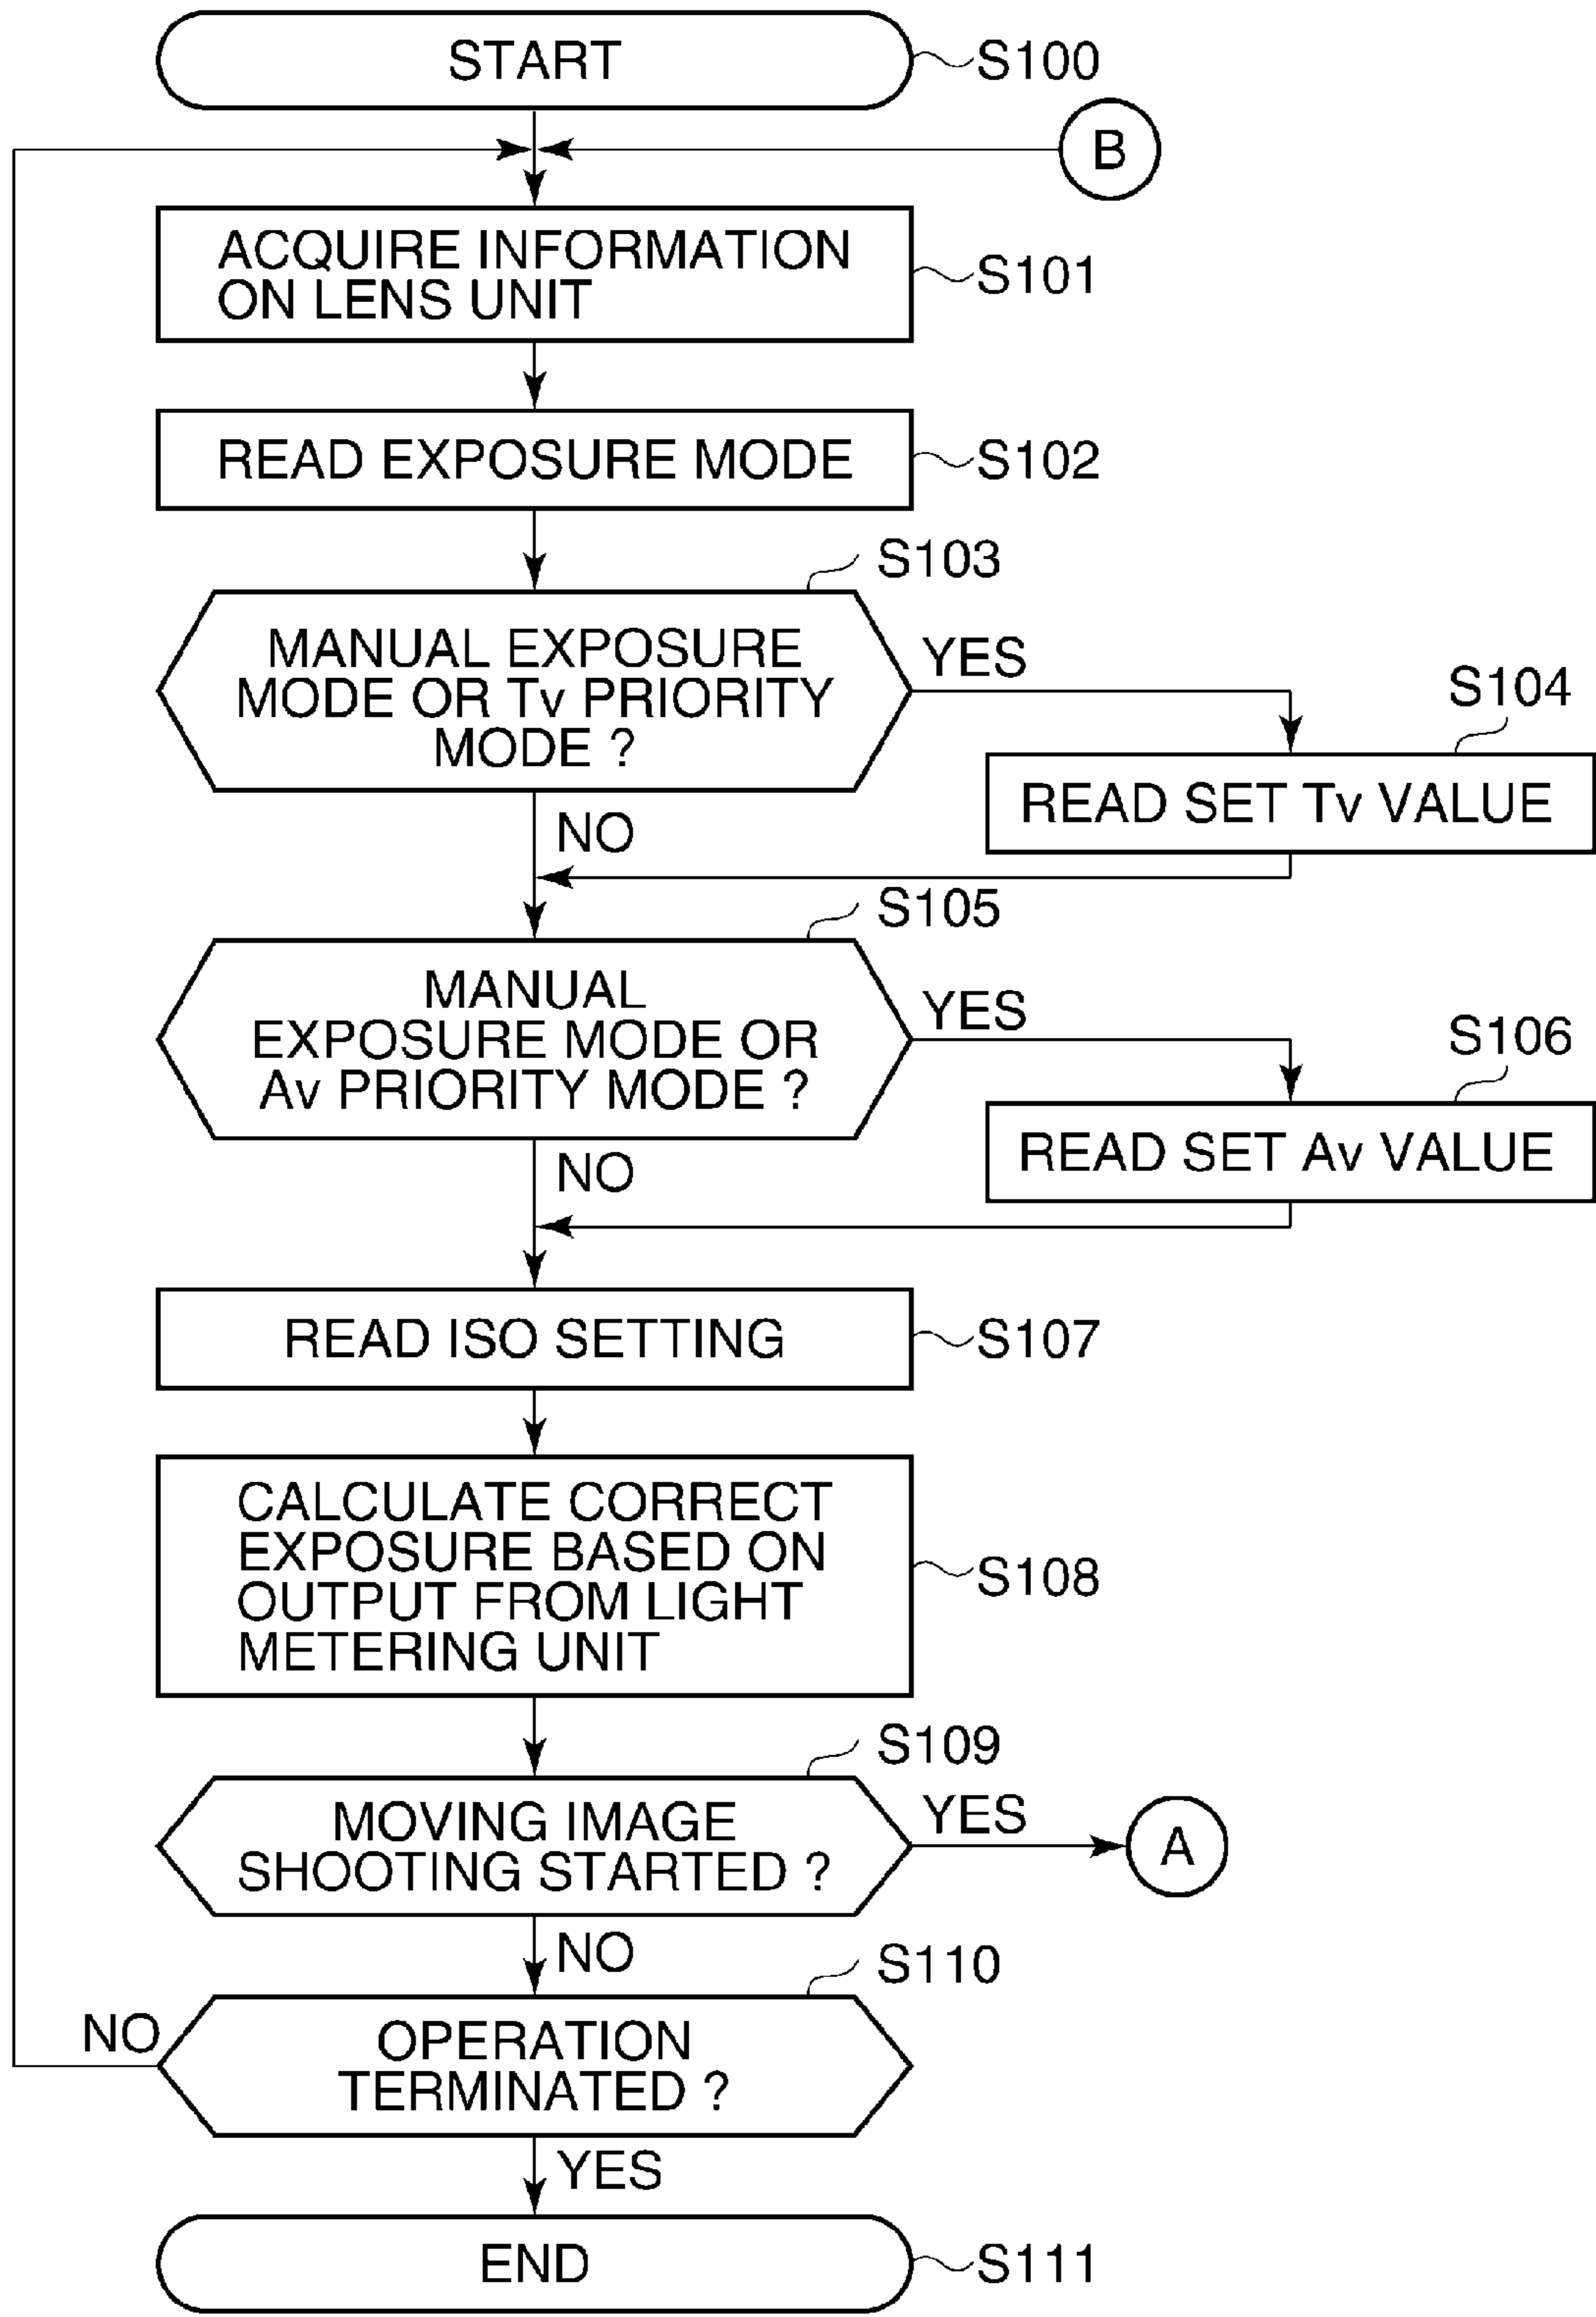 START
S100
B
ACQUIRE INFORMATION
ON LENS UNIT
S101
READ EXPOSURE MODE
S102
S103
MANUAL EXPOSURE
MODE OR Tv PRIORITY
MODE ?
YES
S104
READ SET Tv VALUE
NO
S105
MANUAL
EXPOSURE MODE OR
Av PRIORITY MODE ?
YES
S106
READ SET Av VALUE
NO
READ ISO SETTING
S107
CALCULATE CORRECT
EXPOSURE BASED ON
OUTPUT FROM LIGHT
METERING UNIT
S108
S109
MOVING IMAGE
SHOOTING STARTED ?
YES
A
NO
S110
NO
OPERATION
TERMINATED ?
YES
END
S111